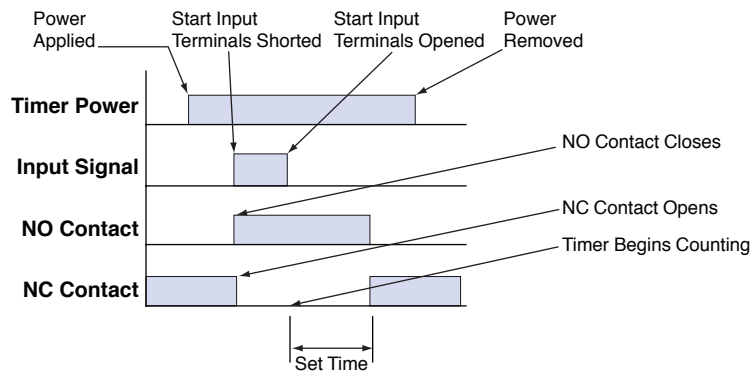 Power
Applied
Start Input
Terminals Shorted
Start Input
Terminals Opened
Power
Removed
Timer Power
Input Signal
NO Contact Closes
NO Contact
NC Contact Opens
Timer Begins Counting
NC Contact
Set Time